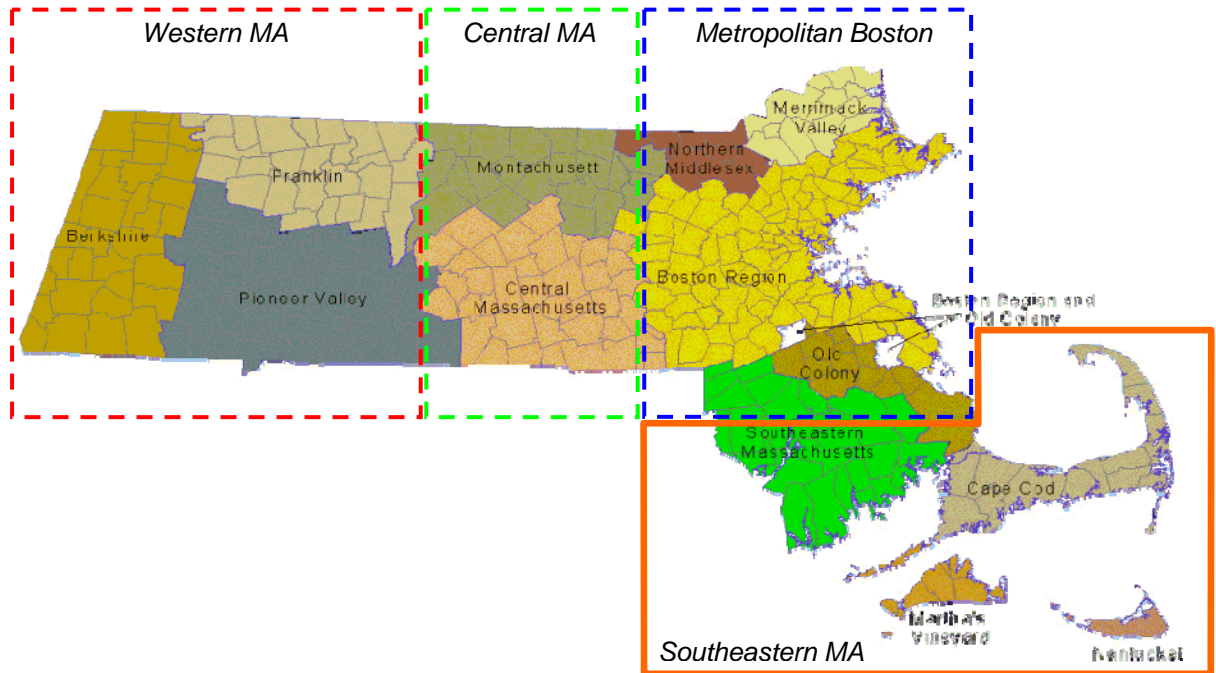 Western MA
Central MA
Metropolitan Boston
Merrimack
Valley
Northern
Middlesex
Montachusett
Franklin
Berkshire
Pioneer Valley
Central
Massachusetts
Boston Region
Boston Region and
Old Colony
Olc
Colony
Southeastern
Massachusetts
Cape Cod
Martha's
Vineyard
Nantucket
Southeastern MA